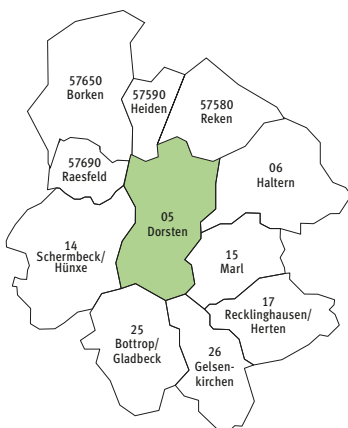 57650
Borken
57590
Heiden
57580
Reken
57690
Raesfeld
06
Haltern
05
Dorsten
14
Schermbeck/
Hünxe
15
Marl
17
Recklinghausen/
Herten
25
Bottrop/
Gladbeck
26
Gelsen-
kirchen